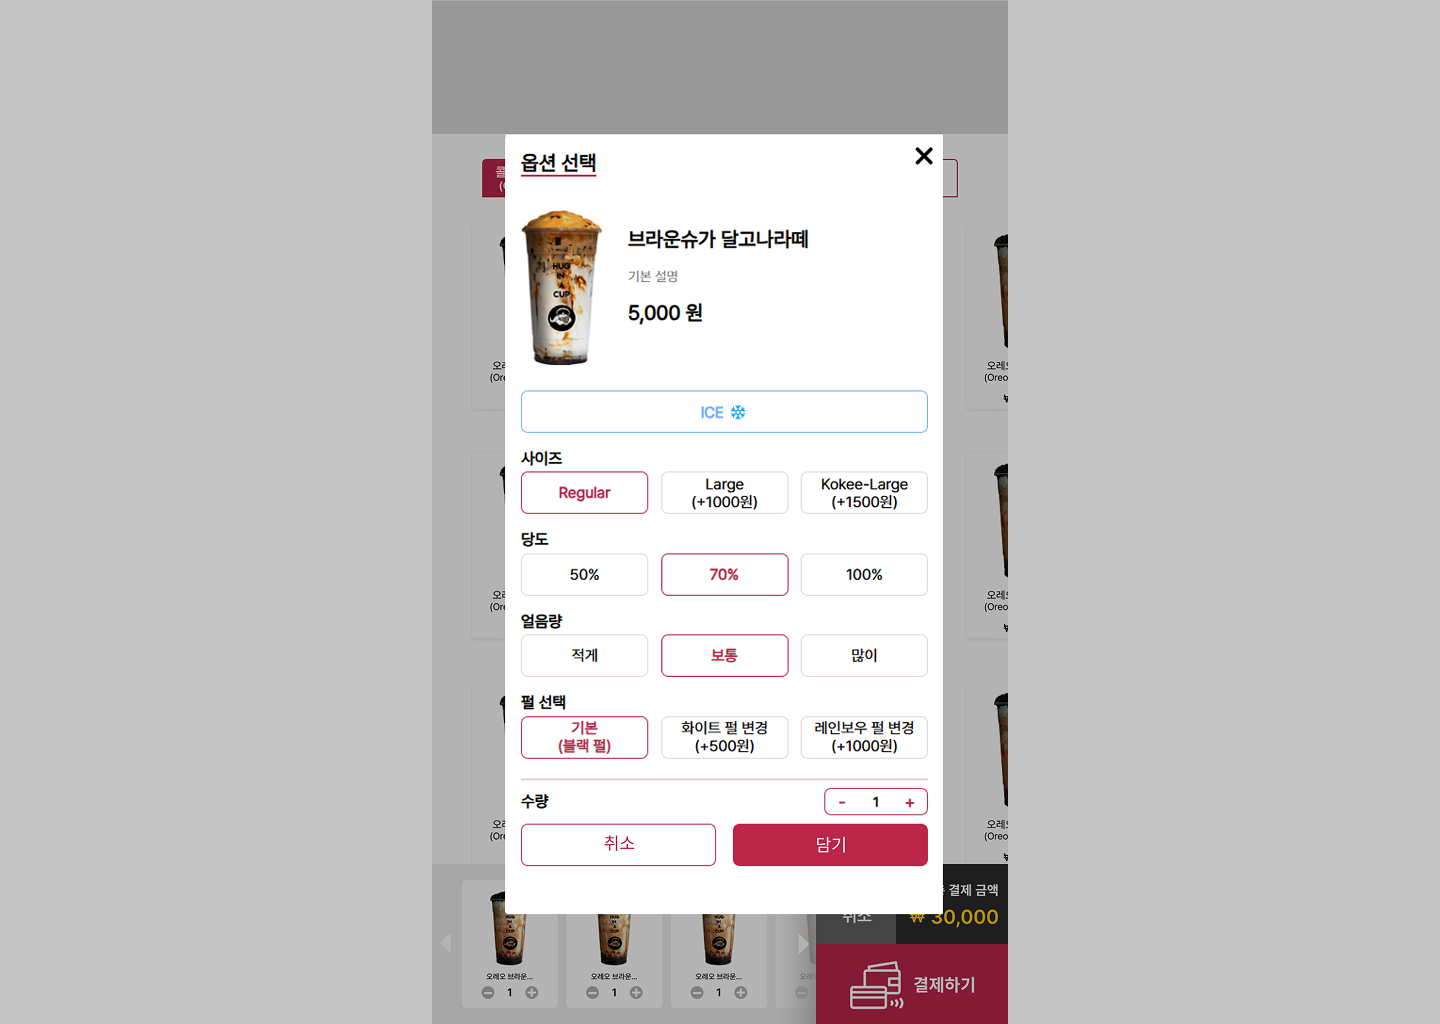 옵션 선택
HUG
IN
A
CUP
브라운슈가 달고나라떼
기본 설명
5,000 원
ICE
사이즈
Regular
Large
(+1000원)
Kokee-Large
(+1500원)
당도
50%
70%
100%
얼음량
적게
보통
많이
펄 선택
기본
(블랙 펄)
화이트 펄 변경
(+500원)
레인보우 펄 변경
(+1000원)
수량
- 1 +
취소
담기
오레오 브라운...
1
오레오 브라운...
1
오레오 브라운...
1
결제 금액
취소
₩ 30,000
결제하기